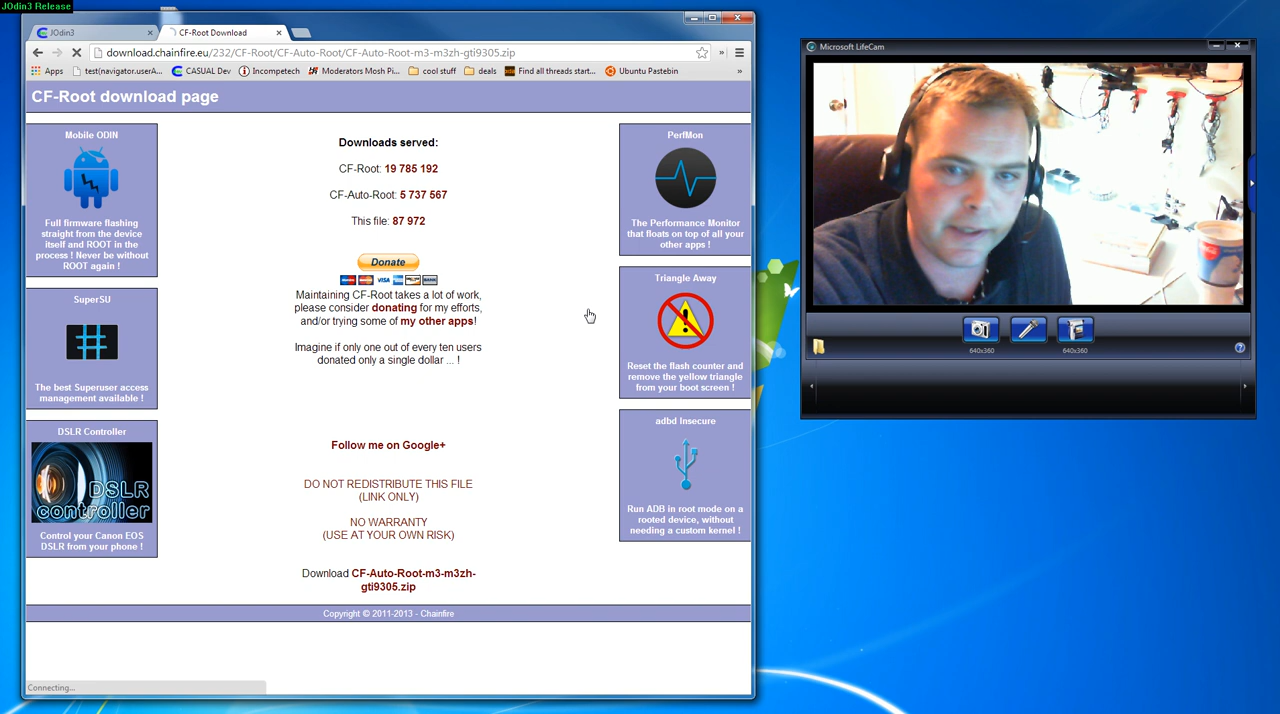 JOdin3 Release
JOdin3
CF-Root Download
download.chainfire.eu/232/CF-Root/CF-Auto-Root/CF-Auto-Root-m3-m3zh-gti9305.zip
Apps
test(navigator.userA...
CASUAL Dev
Incompetech
Moderators Mosh Pi...
cool stuff
deals
Find all threads start...
Ubuntu Pastebin
»
CF-Root download page
Mobile ODIN
Full firmware flashing
straight from the device
itself and ROOT in the
process ! Never be without
ROOT again !
SuperSU
The best Superuser access
management available !
DSLR Controller
DSLR
controller
Control your Canon EOS
DSLR from your phone !
Downloads served:
CF-Root: 19 785 192
CF-Auto-Root: 5 737 567
This file: 87 972
Donate
VISA
Maintaining CF-Root takes a lot of work,
please consider donating for my efforts,
and/or trying some of my other apps!
Imagine if only one out of every ten users
donated only a single dollar ... !
Follow me on Google+
DO NOT REDISTRIBUTE THIS FILE
(LINK ONLY)
NO WARRANTY
(USE AT YOUR OWN RISK)
Download CF-Auto-Root-m3-m3zh-
gti9305.zip
PerfMon
The Performance Monitor
that floats on top of all your
other apps !
Triangle Away
Reset the flash counter and
remove the yellow triangle
from your boot screen !
adbd Insecure
Run ADB in root mode on a
rooted device, without
needing a custom kernel !
Copyright © 2011-2013 - Chainfire
Connecting...
Microsoft LifeCam
640x360
640x360